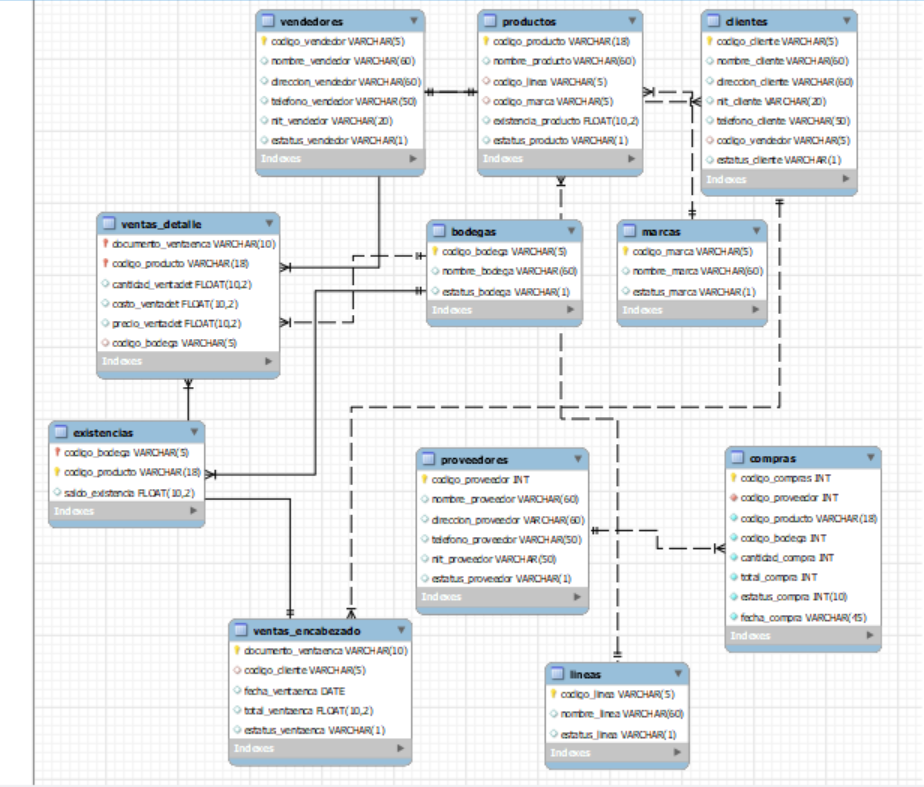 vendedores
codigo_vendedor VARCHAR(5)
nombre_vendedor VARCHAR(60)
direccion_vendedor VARCHAR(60)
telefono_vendedor VARCHAR(50)
nit_vendedor VARCHAR(20)
estatus_vendedor VARCHAR(1)
Indexes
productos
codigo_producto VARCHAR(18)
nombre_producto VARCHAR(60)
codigo_linea VARCHAR(5)
codigo_marca VARCHAR(5)
existencia_producto FLOAT(10,2)
estatus_producto VARCHAR(1)
Indexes
clientes
codigo_cliente VARCHAR(5)
nombre_cliente VARCHAR(60)
direccion_cliente VARCHAR(60)
nit_cliente VARCHAR(20)
telefono_cliente VARCHAR(50)
codigo_vendedor VARCHAR(5)
estatus_cliente VARCHAR(1)
Indexes
ventas_detalle
documento_ventaenca VARCHAR(10)
codigo_producto VARCHAR(18)
cantidad_ventadet FLOAT(10,2)
costo_ventadet FLOAT(10,2)
precio_ventadet FLOAT(10,2)
codigo_bodega VARCHAR(5)
Indexes
bodegas
codigo_bodega VARCHAR(5)
nombre_bodega VARCHAR(60)
estatus_bodega VARCHAR(1)
Indexes
marcas
codigo_marca VARCHAR(5)
nombre_marca VARCHAR(60)
estatus_marca VARCHAR(1)
Indexes
existencias
codigo_bodega VARCHAR(5)
codigo_producto VARCHAR(18)
saldo_existencia FLOAT(10,2)
Indexes
proveedores
codigo_proveedor INT
nombre_proveedor VARCHAR(60)
direccion_proveedor VARCHAR(60)
telefono_proveedor VARCHAR(50)
nit_proveedor VARCHAR(50)
estatus_proveedor VARCHAR(1)
Indexes
compras
codigo_compras INT
codigo_proveedor INT
codigo_producto VARCHAR(18)
codigo_bodega INT
cantidad_compra INT
total_compra INT
estatus_compra INT(10)
fecha_compra VARCHAR(45)
Indexes
ventas_encabezado
documento_ventaenca VARCHAR(10)
codigo_cliente VARCHAR(5)
fecha_ventaenca DATE
total_ventaenca FLOAT(10,2)
estatus_ventaenca VARCHAR(1)
Indexes
lineas
codigo_linea VARCHAR(5)
nombre_linea VARCHAR(60)
estatus_linea VARCHAR(1)
Indexes